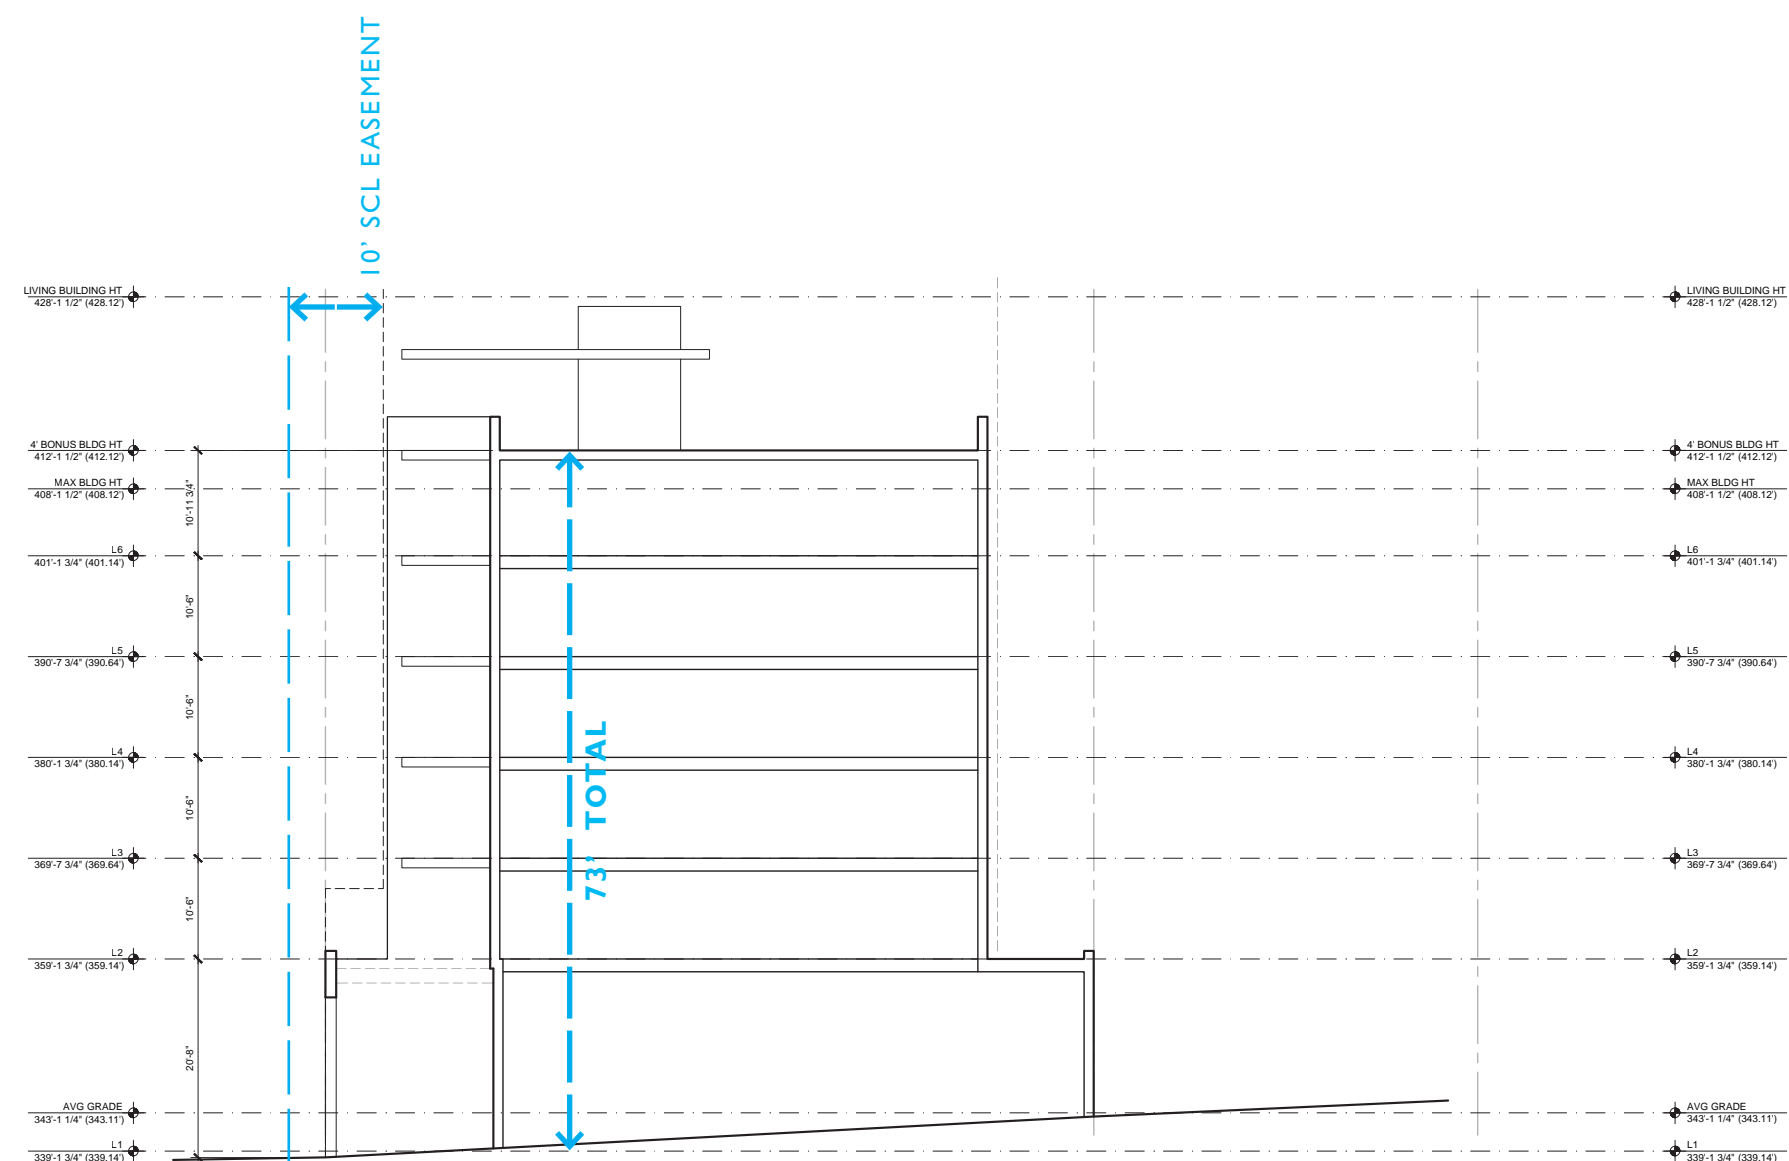 10' SCL EASEMENT
LIVING BUILDING HT
428'-1 1/2" (428.12')
LIVING BUILDING HT
428'-1 1/2" (428.12')
4' BONUS BLDG HT
412'-1 1/2" (412.12')
4' BONUS BLDG HT
412'-1 1/2" (412.12')
MAX BLDG HT
408'-1 1/2" (408.12')
MAX BLDG HT
408'-1 1/2" (408.12')
10'-11 3/4"
L6
401'-1 3/4" (401.14')
L6
401'-1 3/4" (401.14')
10'-6"
L5
390'-7 3/4" (390.64')
L5
390'-7 3/4" (390.64')
10'-6"
L4
380'-1 3/4" (380.14')
L4
380'-1 3/4" (380.14')
73' TOTAL
10'-6"
L3
369'-7 3/4" (369.64')
L3
369'-7 3/4" (369.64')
10'-6"
L2
359'-1 3/4" (359.14')
L2
359'-1 3/4" (359.14')
20'-8"
AVG GRADE
343'-1 1/4" (343.11')
AVG GRADE
343'-1 1/4" (343.11')
L1
339'-1 3/4" (339.14')
L1
339'-1 3/4" (339.14')